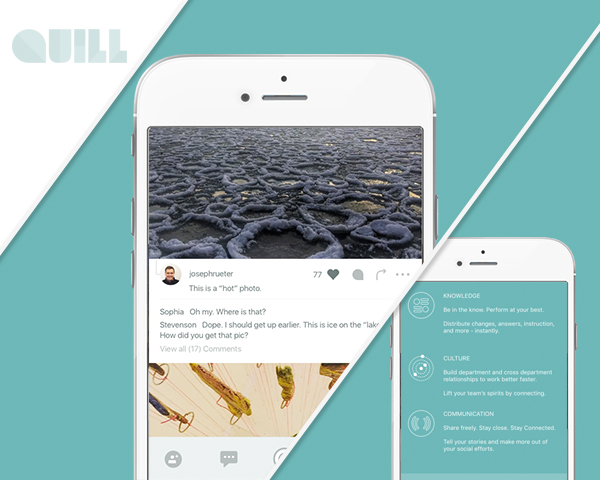 QUILL
josephrueter
77
This is a "hot" photo.
Sophia Oh my. Where is that?
Stevenson Dope. I should get up earlier. This is ice on the "lake
How did you get that pic?
View all (17) Comments
KNOWLEDGE
Be in the know. Perform at your best.
Distribute changes, answers, instruction,
and more - instantly.
CULTURE
Build department and cross department
relationships to work better faster.
Lift your team's spirits by connecting.
COMMUNICATION
Share freely. Stay close. Stay Connected.
Tell your stories and make more out of
your social efforts.